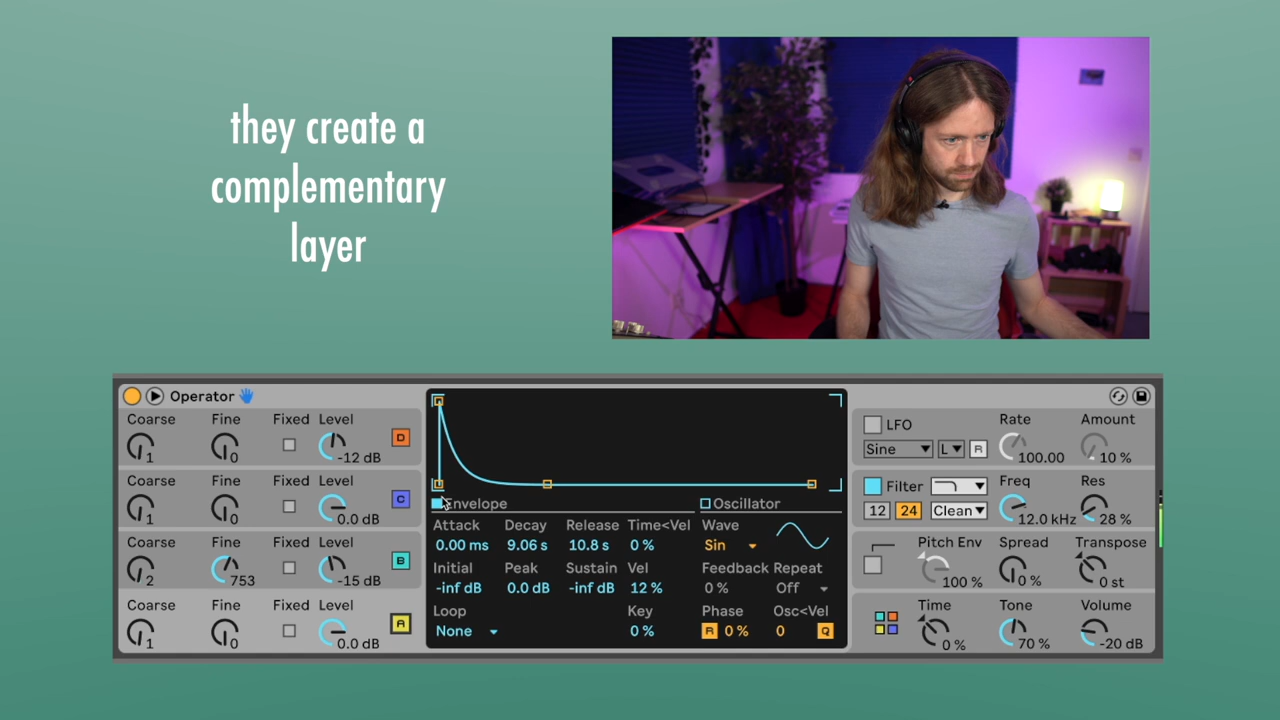 they create a
complementary
layer
Operator
Coarse Fine Fixed Level
1 0 -12 dB D
Coarse Fine Fixed Level
1 0 0.0 dB C
Coarse Fine Fixed Level
2 753 -15 dB B
Coarse Fine Fixed Level
1 0 0.0 dB A
Envelope Oscillator
Attack Decay Release Time<Vel Wave
0.00 ms 9.06 s 10.8 s 0 % Sin
Initial Peak Sustain Vel Feedback Repeat
-inf dB 0.0 dB -inf dB 12 % 0 % Off
Loop Key Phase Osc<Vel
None 0 % R 0 % 0 Q
LFO Rate Amount
Sine L R 100.00 10 %
Filter Freq Res
12 24 Clean 12.0 kHz 28 %
Pitch Env Spread Transpose
100 % 0 % 0 st
Time Tone Volume
0 % 70 % -20 dB